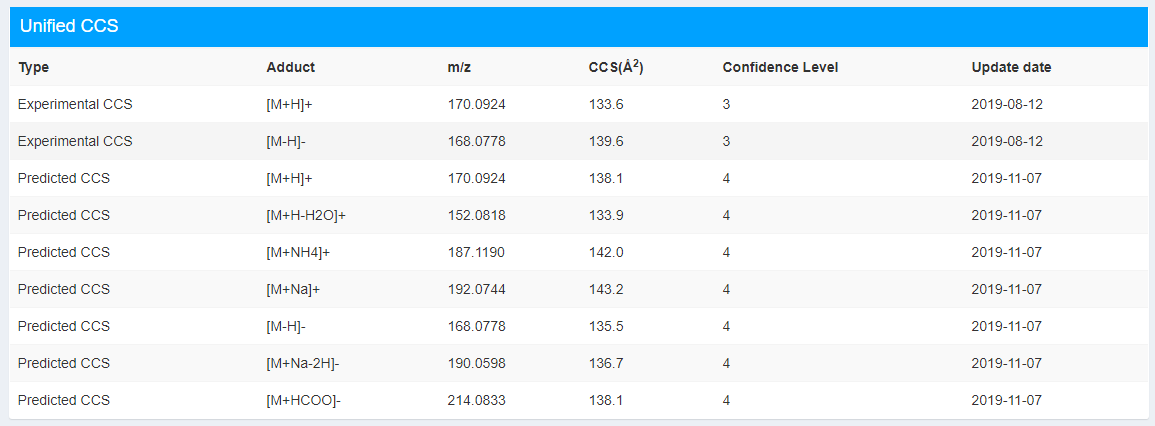 Unified CCS
Type Adduct m/z CCS(Å²) Confidence Level Update date
Experimental CCS [M+H]+ 170.0924 133.6 3 2019-08-12
Experimental CCS [M-H]- 168.0778 139.6 3 2019-08-12
Predicted CCS [M+H]+ 170.0924 138.1 4 2019-11-07
Predicted CCS [M+H-H2O]+ 152.0818 133.9 4 2019-11-07
Predicted CCS [M+NH4]+ 187.1190 142.0 4 2019-11-07
Predicted CCS [M+Na]+ 192.0744 143.2 4 2019-11-07
Predicted CCS [M-H]- 168.0778 135.5 4 2019-11-07
Predicted CCS [M+Na-2H]- 190.0598 136.7 4 2019-11-07
Predicted CCS [M+HCOO]- 214.0833 138.1 4 2019-11-07